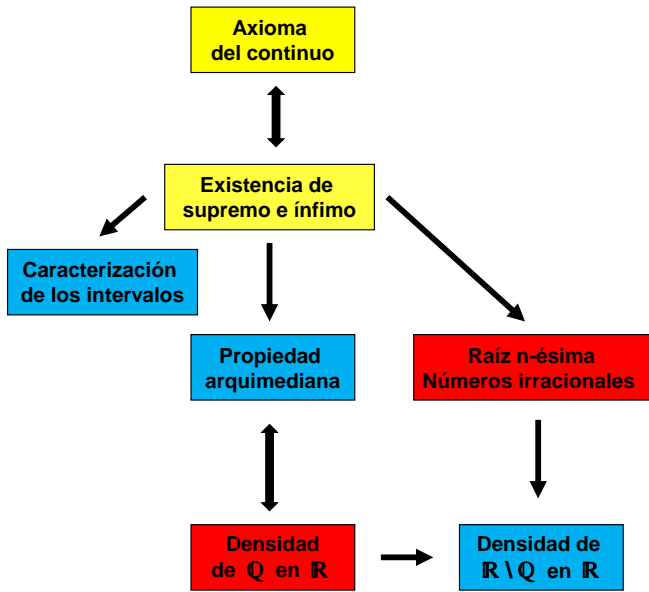 Axioma
del continuo
Existencia de
supremo e ínfimo
Caracterización
de los intervalos
Propiedad
arquimediana
Raíz n-ésima
Números irracionales
Densidad
de ℚ en ℝ
Densidad de
ℝ \ ℚ en ℝ